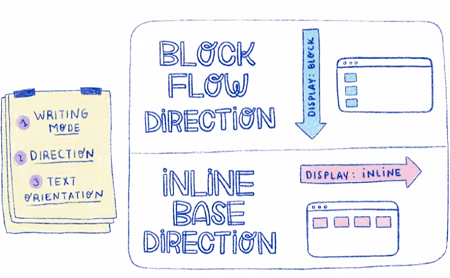 1 WRITING
MODE
2 DIRECTION
3 TEXT
ORIENTATION
BLOCK
FLOW
DIRECTION
DISPLAY: BLOCK
INLINE
BASE
DIRECTION
DISPLAY: INLINE